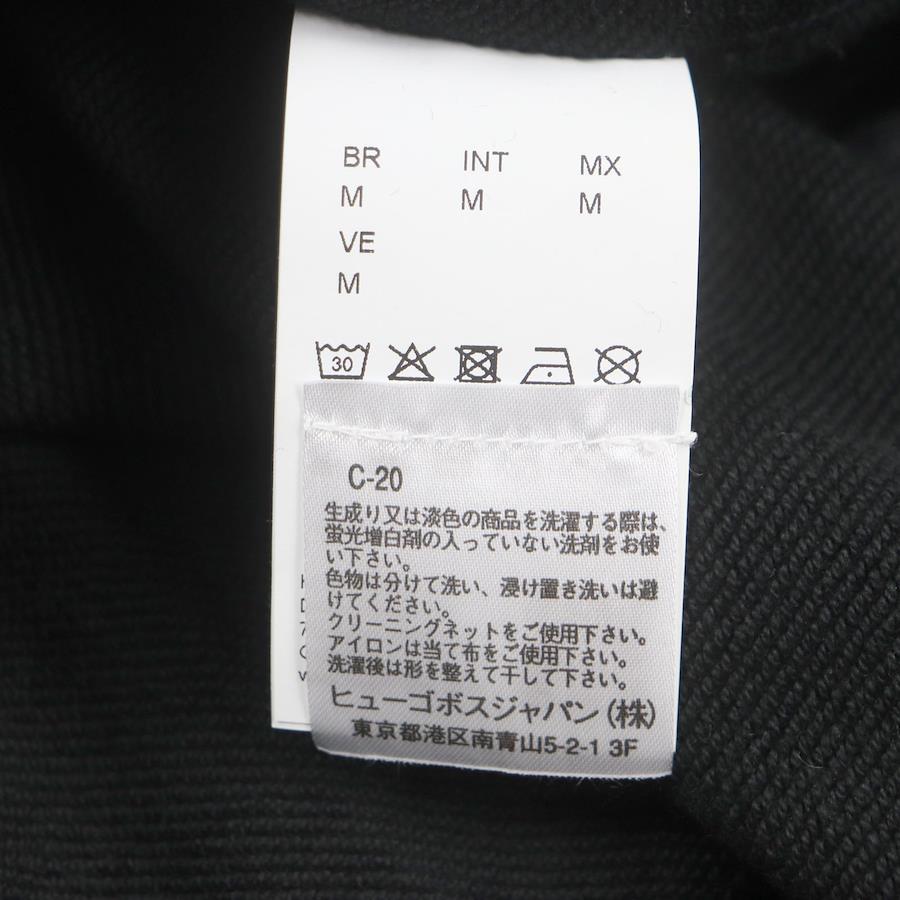 BR INT MX
M M M
VE
M
30
C-20
生成り又は淡色の商品を洗濯する際は、
蛍光増白剤の入っていない洗剤をお使
い下さい。
色物は分けて洗い、浸け置き洗いは避
けてください。
クリーニングネットをご使用下さい。
アイロンは当て布をご使用下さい。
洗濯後は形を整えて干して下さい。
ヒューゴボスジャパン(株)
東京都港区南青山5-2-1 3F